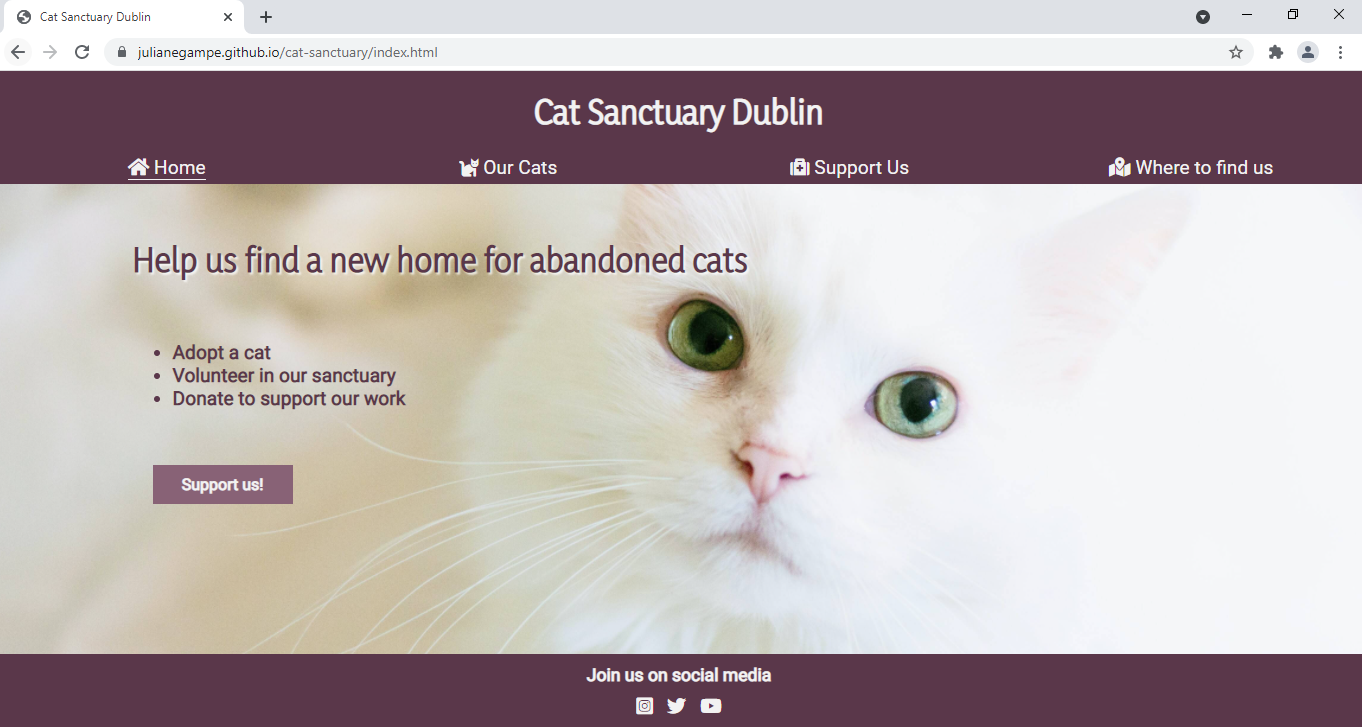 Cat Sanctuary Dublin
julianegampe.github.io/cat-sanctuary/index.html
Cat Sanctuary Dublin
Home Our Cats Support Us Where to find us
Help us find a new home for abandoned cats
• Adopt a cat
• Volunteer in our sanctuary
• Donate to support our work
Support us!
Join us on social media